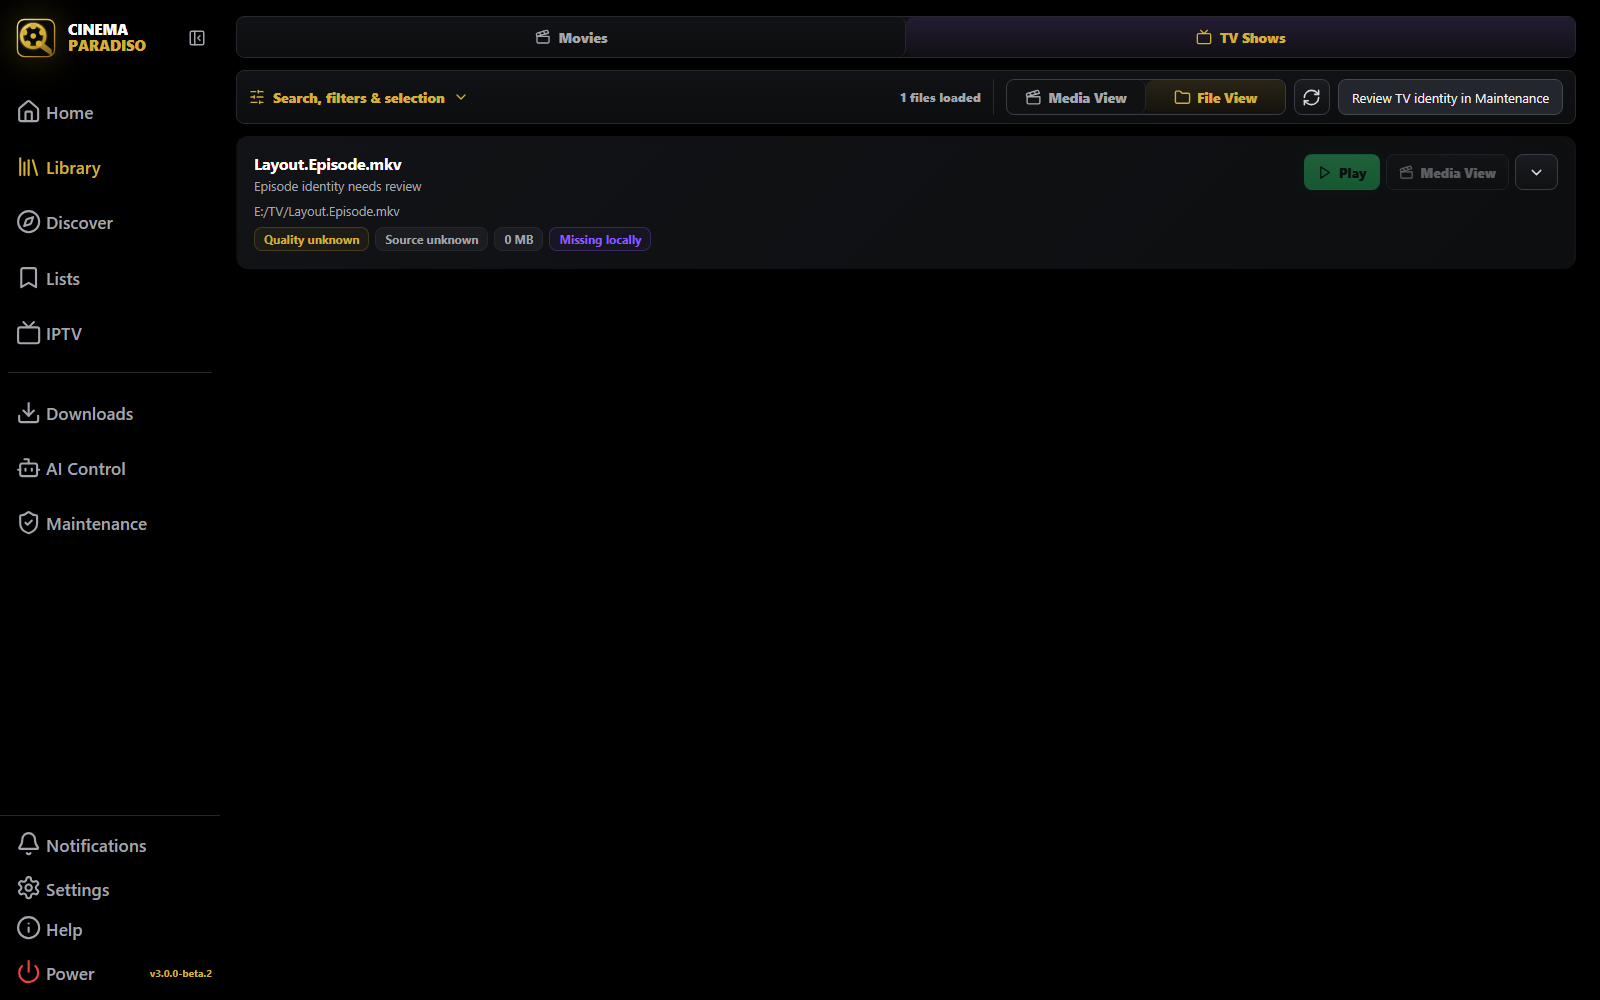 CINEMA
PARADISO
Home
Library
Discover
Lists
IPTV
Downloads
AI Control
Maintenance
Notifications
Settings
Help
Power
v3.0.0-beta.2
Movies
TV Shows
Search, filters & selection
1 files loaded
Media View
File View
Review TV identity in Maintenance
Layout.Episode.mkv
Episode identity needs review
E:/TV/Layout.Episode.mkv
Quality unknown
Source unknown
0 MB
Missing locally
Play
Media View